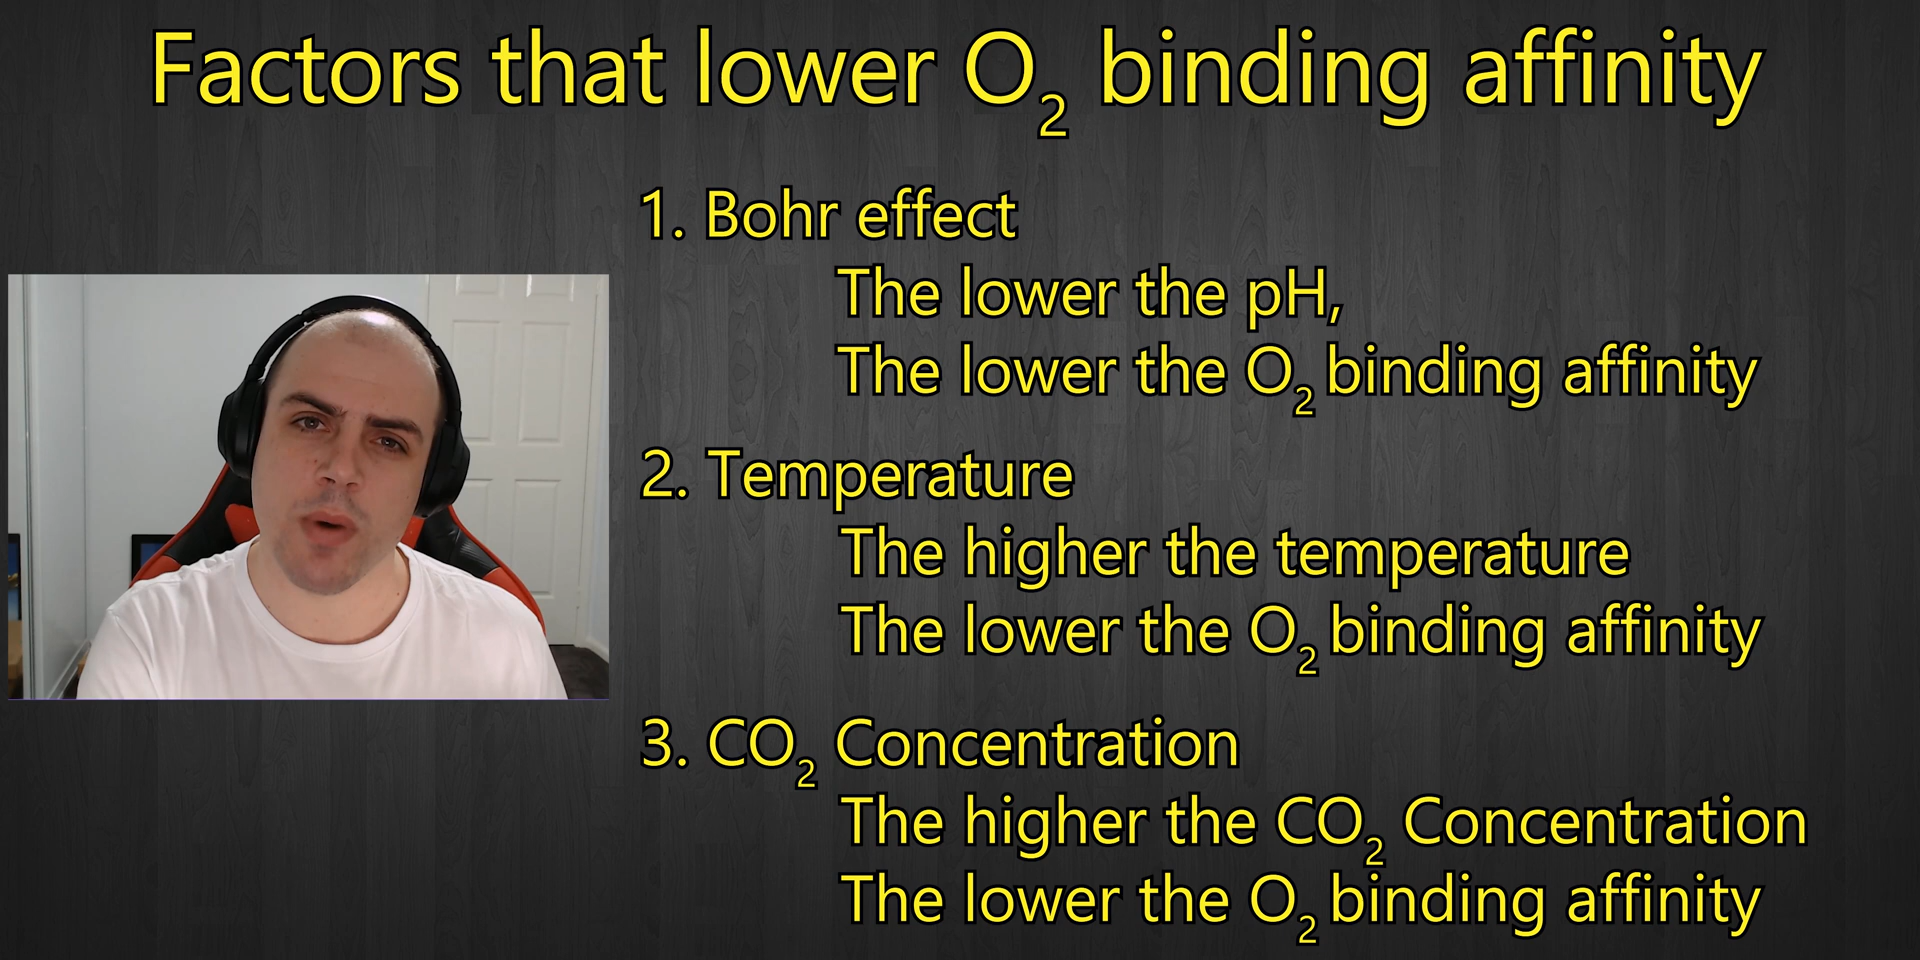 Factors that lower O₂ binding affinity
1. Bohr effect
The lower the pH,
The lower the O₂ binding affinity
2. Temperature
The higher the temperature
The lower the O₂ binding affinity
3. CO₂ Concentration
The higher the CO₂ Concentration
The lower the O₂ binding affinity